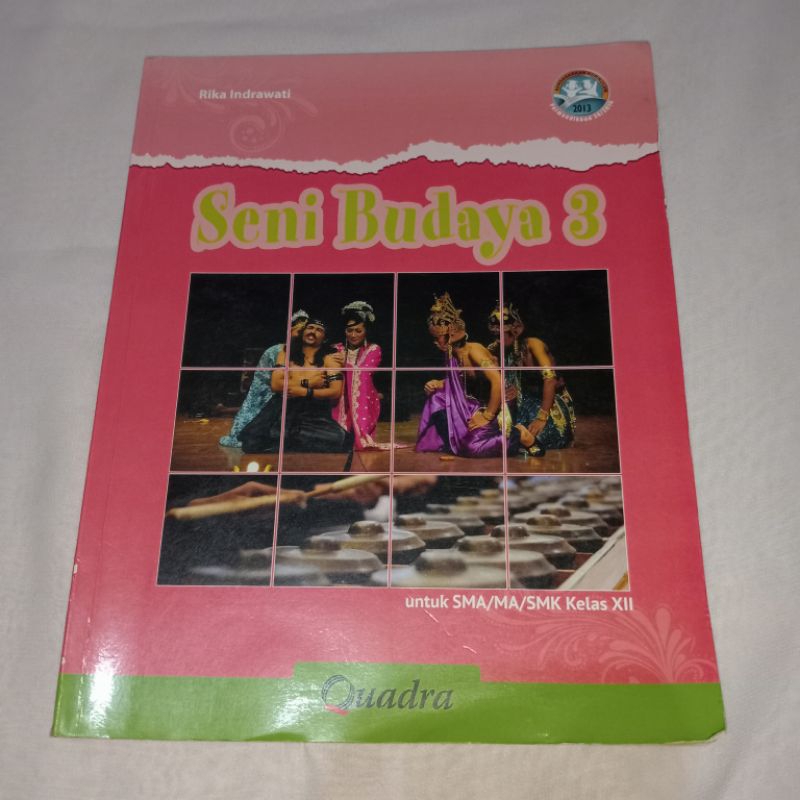 Rika Indrawati
2013
Seni Budaya 3
untuk SMA/MA/SMK Kelas XII
Quadra